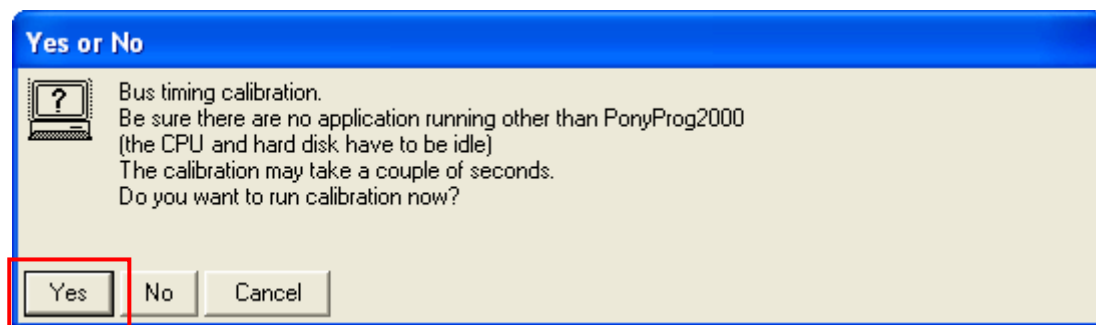 Yes or No
?
Bus timing calibration.
Be sure there are no application running other than PonyProg2000
(the CPU and hard disk have to be idle)
The calibration may take a couple of seconds.
Do you want to run calibration now?
Yes No Cancel